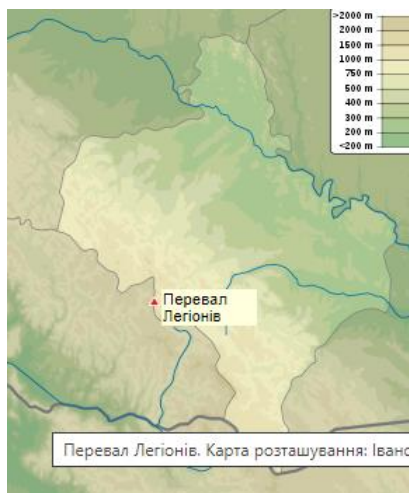 >2000 m
2000 m
1500 m
1000 m
750 m
500 m
400 m
300 m
200 m
<200 m
Перевал
Легіонів
Перевал Легіонів. Карта розташування: Івано